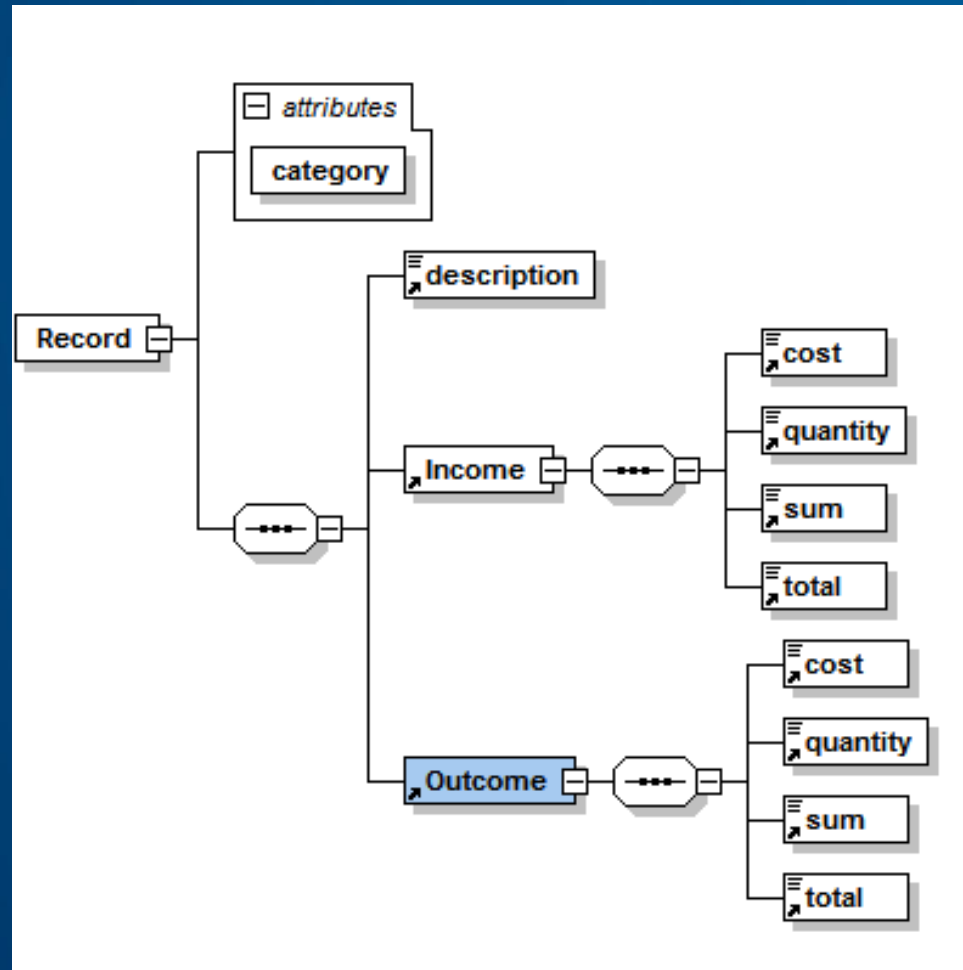 attributes
category
description
Record
cost
quantity
Income
sum
total
cost
quantity
Outcome
sum
total